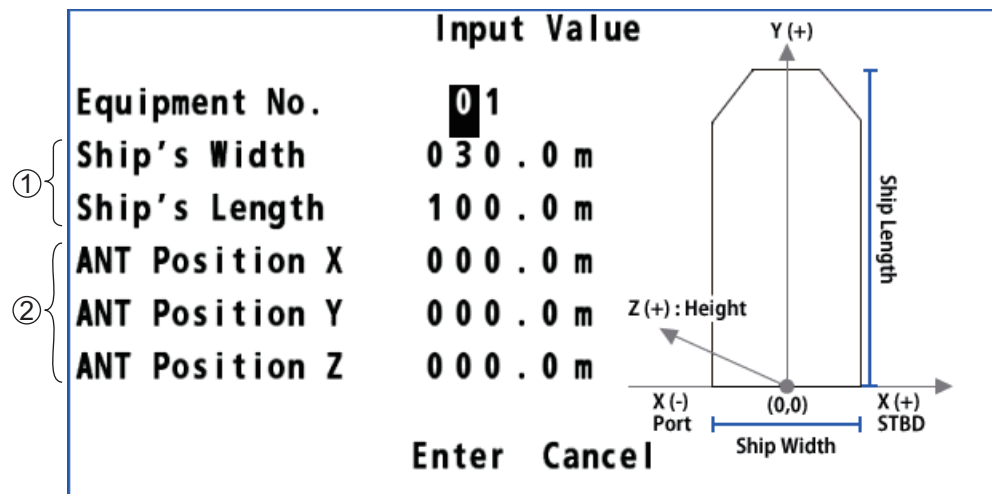 Input Value
Equipment No. 01
① Ship's Width 030.0 m
Ship's Length 100.0 m
② ANT Position X 000.0 m
ANT Position Y 000.0 m
ANT Position Z 000.0 m
Enter Cancel
Y (+)
Ship Length
Z (+) : Height
X (-)
Port
(0,0)
X (+)
STBD
Ship Width